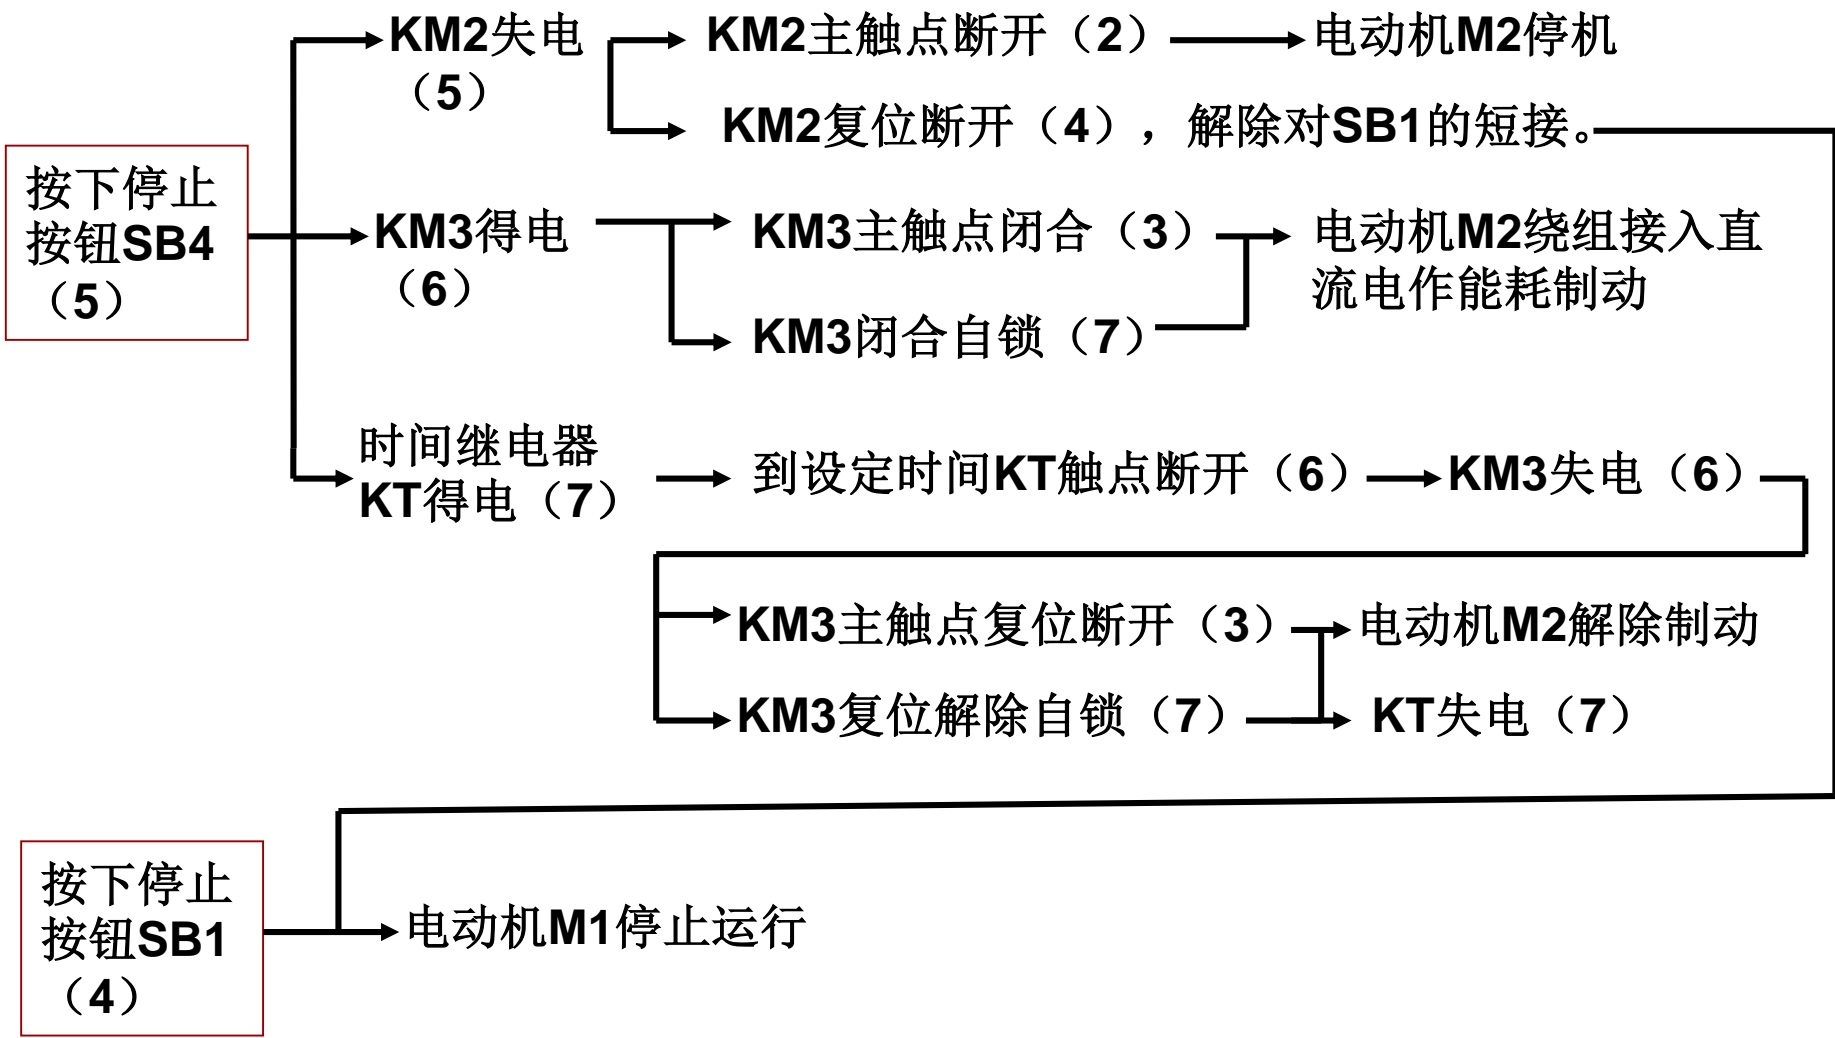 KM2失电
（5）
KM2主触点断开（2）
电动机M2停机
KM2复位断开（4），解除对SB1的短接。
按下停止
按钮SB4
（5）
KM3得电
（6）
KM3主触点闭合（3）
电动机M2绕组接入直
流电作能耗制动
KM3闭合自锁（7）
时间继电器
KT得电（7）
到设定时间KT触点断开（6）
KM3失电（6）
KM3主触点复位断开（3）
电动机M2解除制动
KM3复位解除自锁（7）
KT失电（7）
按下停止
按钮SB1
（4）
电动机M1停止运行